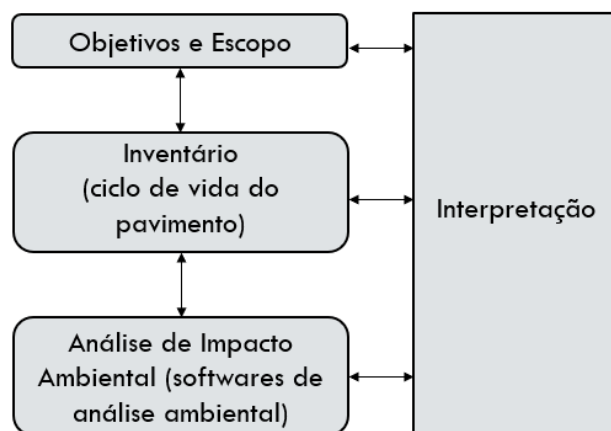 Objetivos e Escopo
Inventário
(ciclo de vida do
pavimento)
Interpretação
Análise de Impacto
Ambiental (softwares de
análise ambiental)